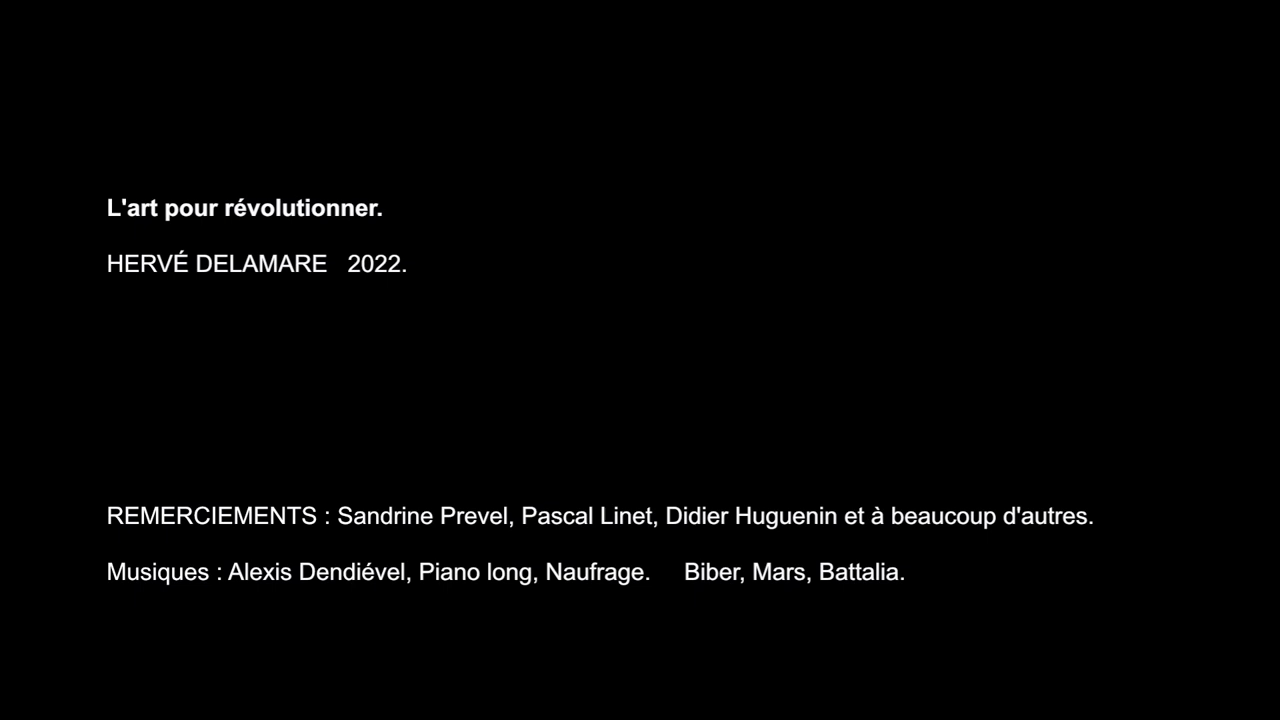 L'art pour révolutionner.
HERVÉ DELAMARE 2022.
REMERCIEMENTS : Sandrine Prevel, Pascal Linet, Didier Huguenin et à beaucoup d'autres.
Musiques : Alexis Dendiével, Piano long, Naufrage. Biber, Mars, Battalia.